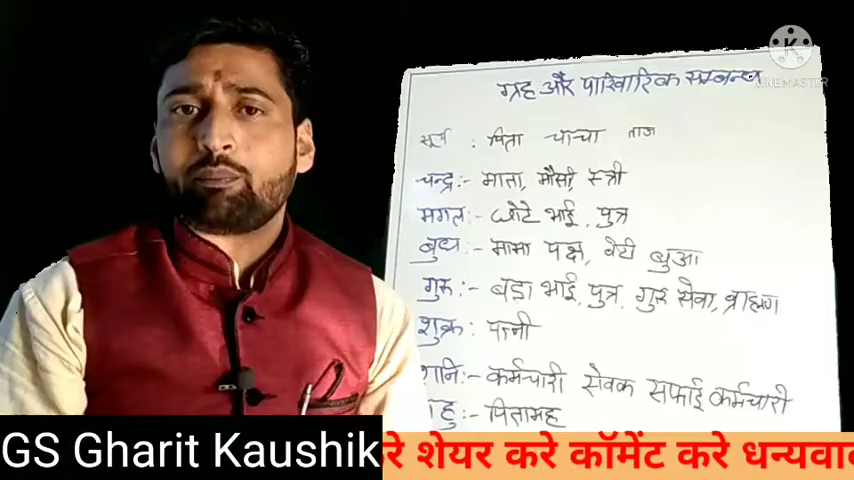 ग्रह और पारिवारिक सम्बन्ध
KINEMASTER
सूर्य : पिता चाचा ताऊ
चन्द्र:- माता, मौसी, स्त्री
मंगल:- छोटे भाई, पुत्र
बुध:- मामा पक्ष, बेटी बुआ
गुरु:- बड़ा भाई, पुत्र, गुरु सेवा, ब्राह्मण
शुक्र: पत्नी
शनि:- कर्मचारी सेवक सफाई कर्मचारी
राहु:- पितामह
GS Gharit Kaushik
रे शेयर करे कॉमेंट करे धन्यवाद